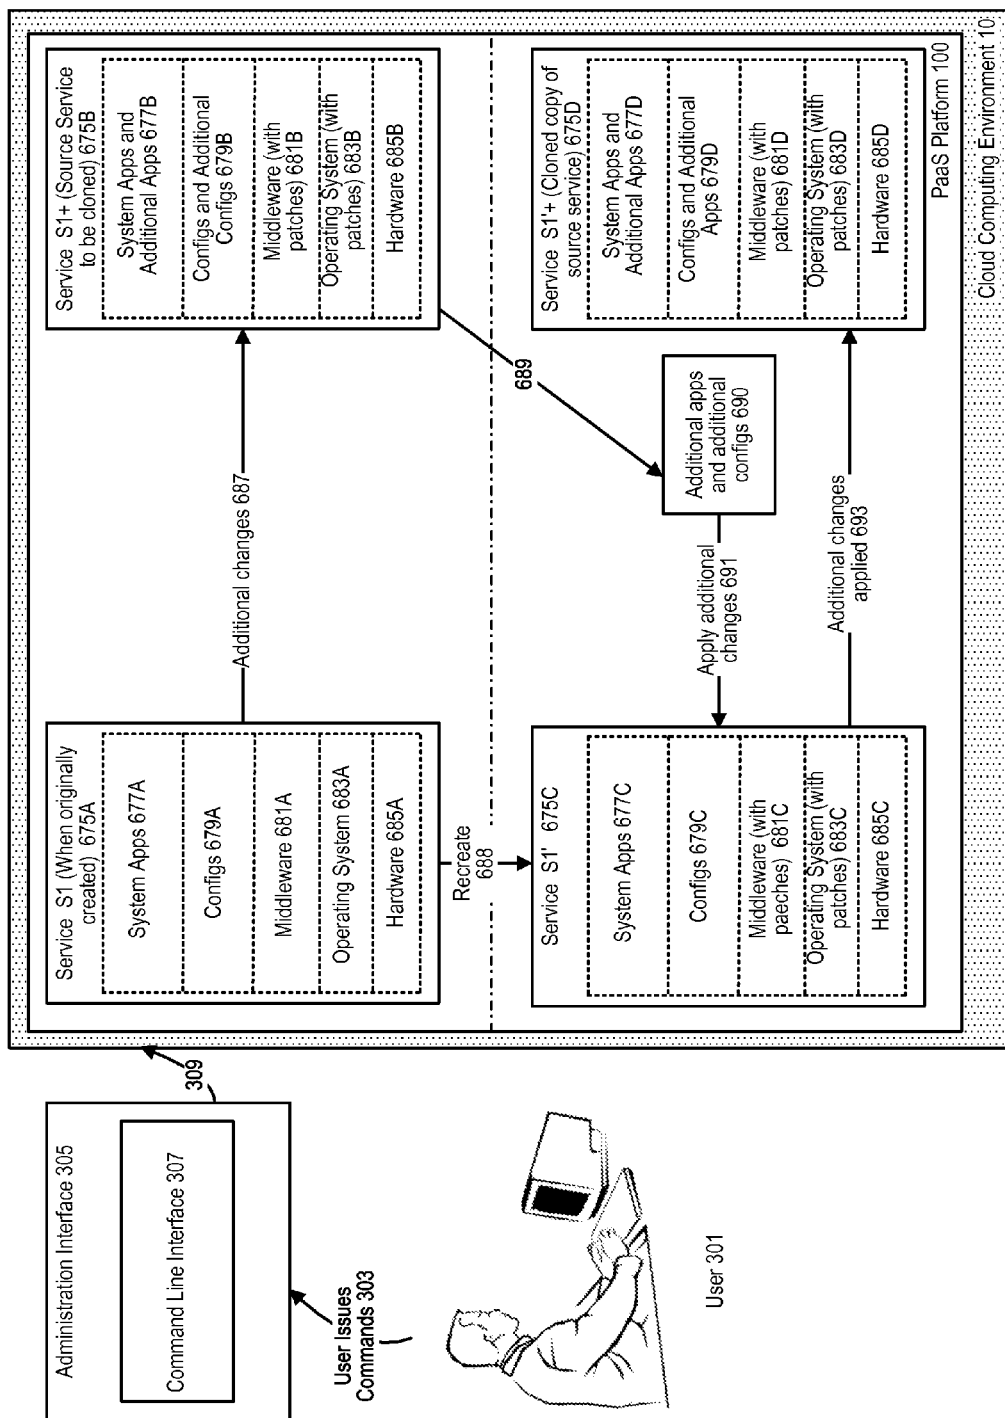 Administration Interface 305
Command Line Interface 307
User Issues
Commands 303
User 301
309
Service S1 (When originally
created) 675A
System Apps 677A
Configs 679A
Middleware 681A
Operating System 683A
Hardware 685A
Additional changes 687
Service S1+ (Source Service
to be cloned) 675B
System Apps and
Additional Apps 677B
Configs and Additional
Configs 679B
Middleware (with
patches) 681B
Operating System (with
patches) 683B
Hardware 685B
Recreate
688
689
Service S1' 675C
System Apps 677C
Configs 679C
Middleware (with
paeches) 681C
Operating System (with
patches) 683C
Hardware 685C
Apply additional
changes 691
Additional apps
and additional
configs 690
Additional changes
applied 693
Service S1'+ (Cloned copy of
source service) 675D
System Apps and
Additional Apps 677D
Configs and Additional
Apps 679D
Middleware (with
patches) 681D
Operating System (with
patches) 683D
Hardware 685D
PaaS Platform 100
Cloud Computing Environment 10